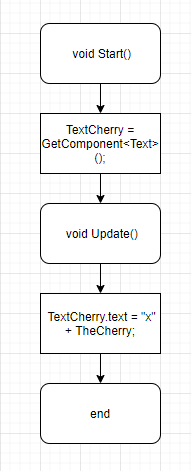 void Start()
TextCherry =
GetComponent<Text>
();
void Update()
TextCherry.text = "x"
+ TheCherry;
end